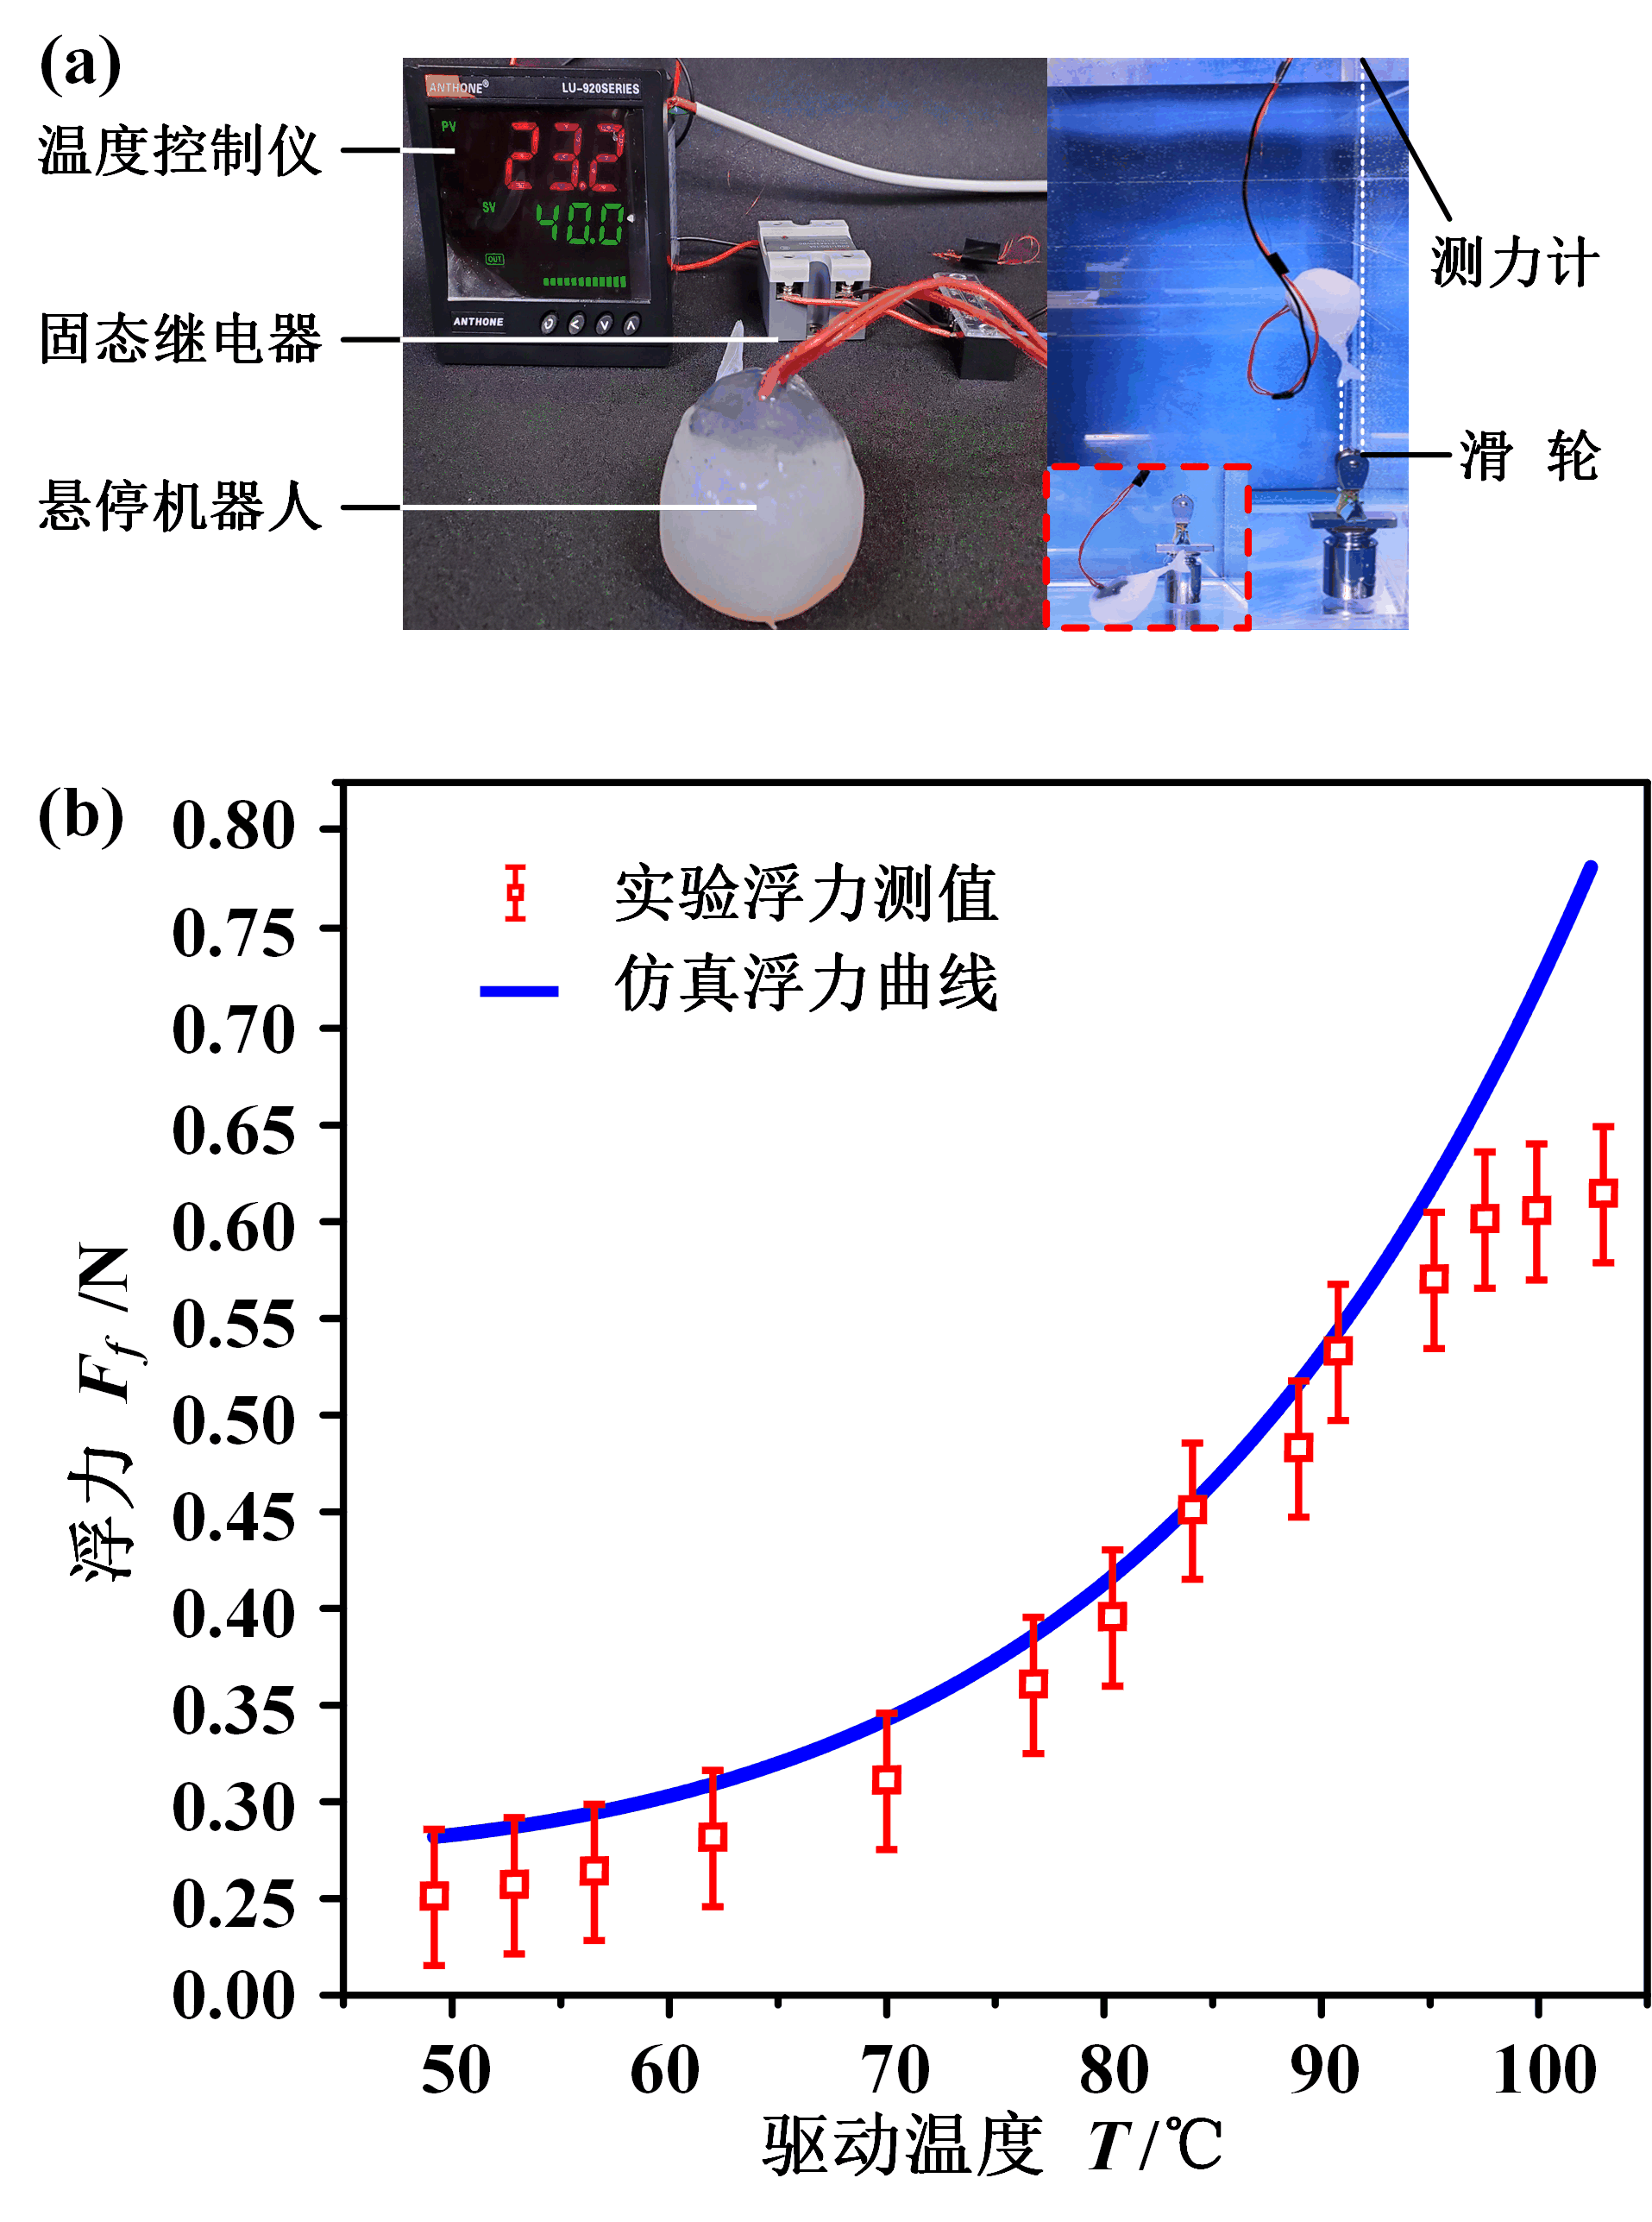 (a)
温度控制仪
固态继电器
悬停机器人
ANTHONE® LU-920SERIES
PV 23.2
SV 40.0
OUT
ANTHONE
测力计
滑 轮
(b)
实验浮力测值
仿真浮力曲线
浮力 Ff /N
0.80
0.75
0.70
0.65
0.60
0.55
0.50
0.45
0.40
0.35
0.30
0.25
0.00
50 60 70 80 90 100
驱动温度 T/℃